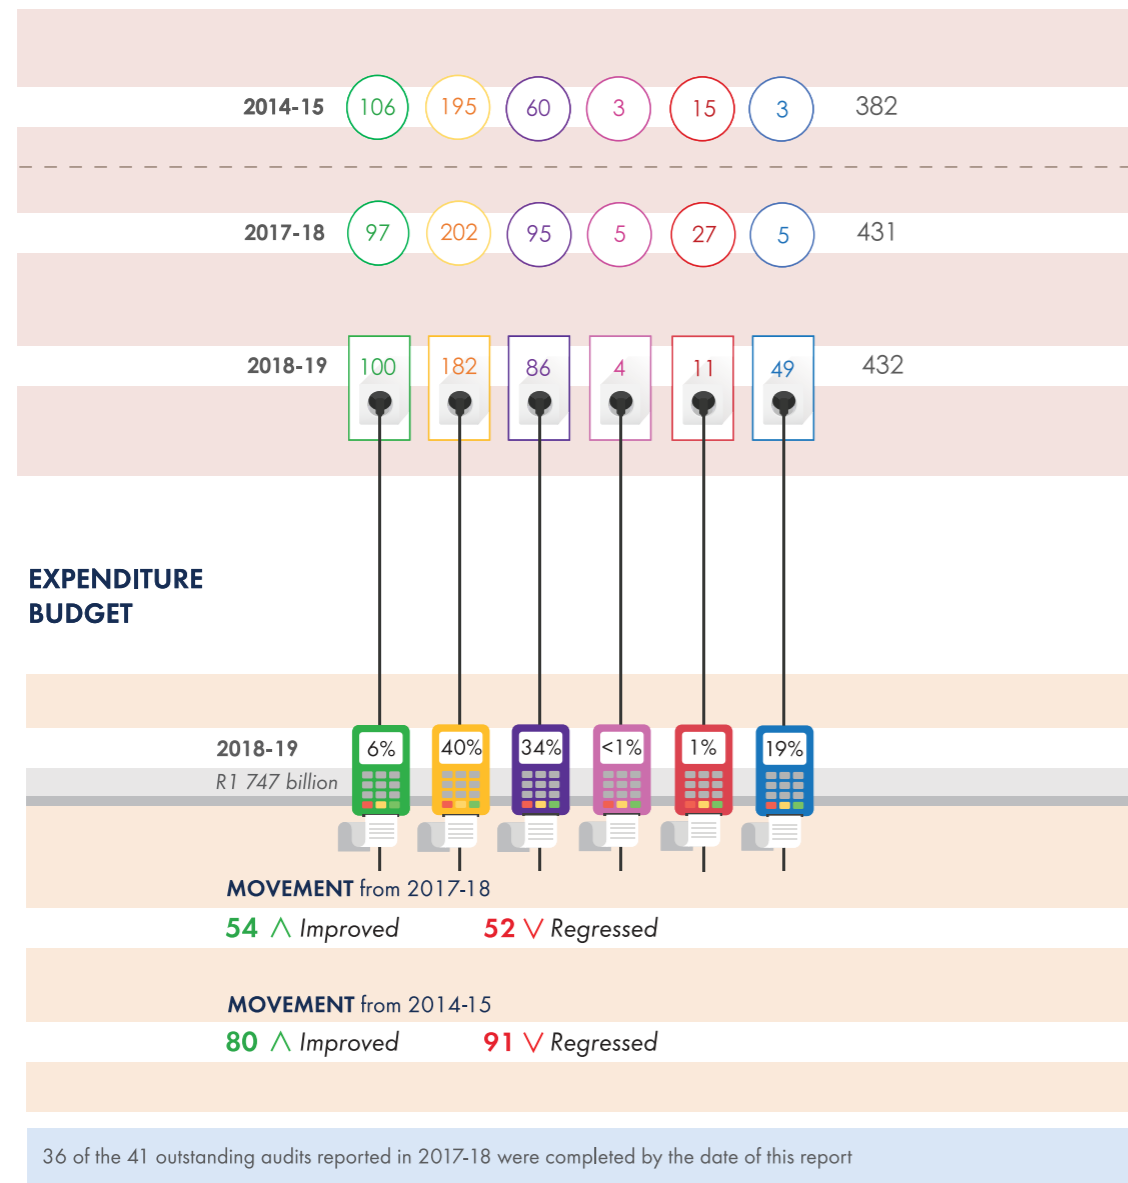 2014-15 106 195 60 3 15 3 382
2017-18 97 202 95 5 27 5 431
2018-19 100 182 86 4 11 49 432
EXPENDITURE
BUDGET
2018-19 6% 40% 34% <1% 1% 19%
R1 747 billion
MOVEMENT from 2017-18
54 Improved 52 Regressed
MOVEMENT from 2014-15
80 Improved 91 Regressed
36 of the 41 outstanding audits reported in 2017-18 were completed by the date of this report